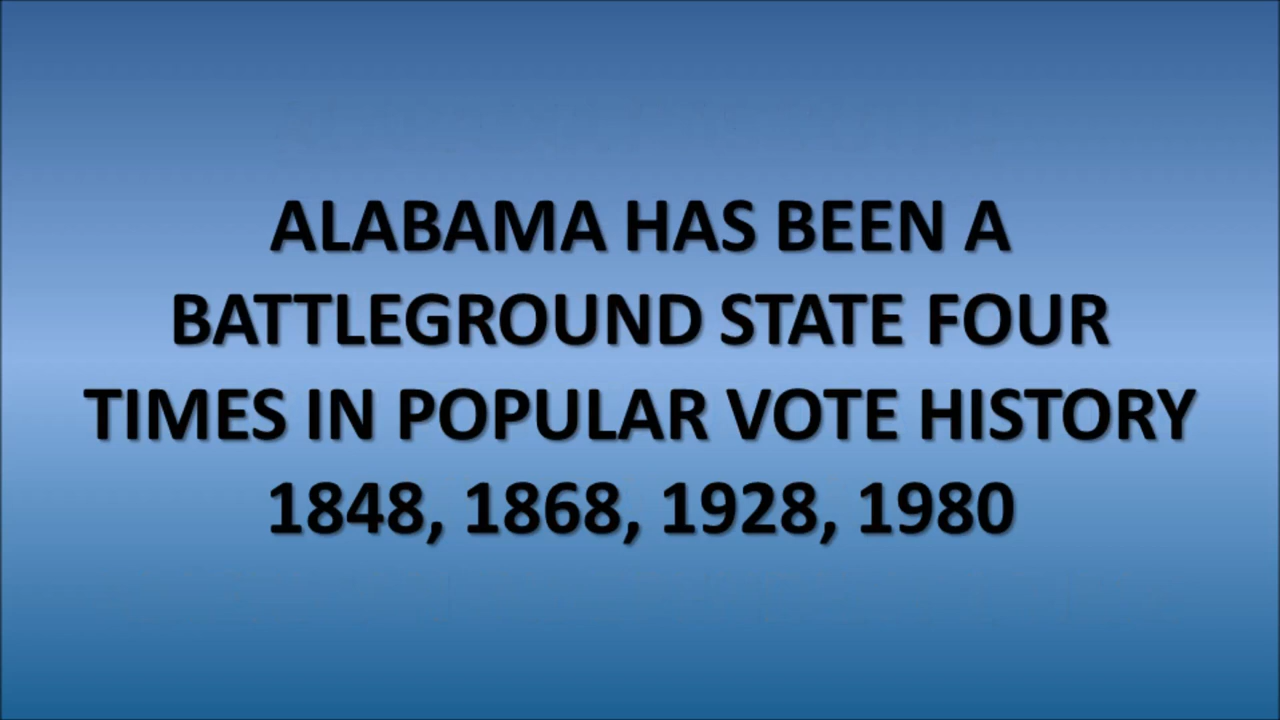 ALABAMA HAS BEEN A
BATTLEGROUND STATE FOUR
TIMES IN POPULAR VOTE HISTORY
1848, 1868, 1928, 1980